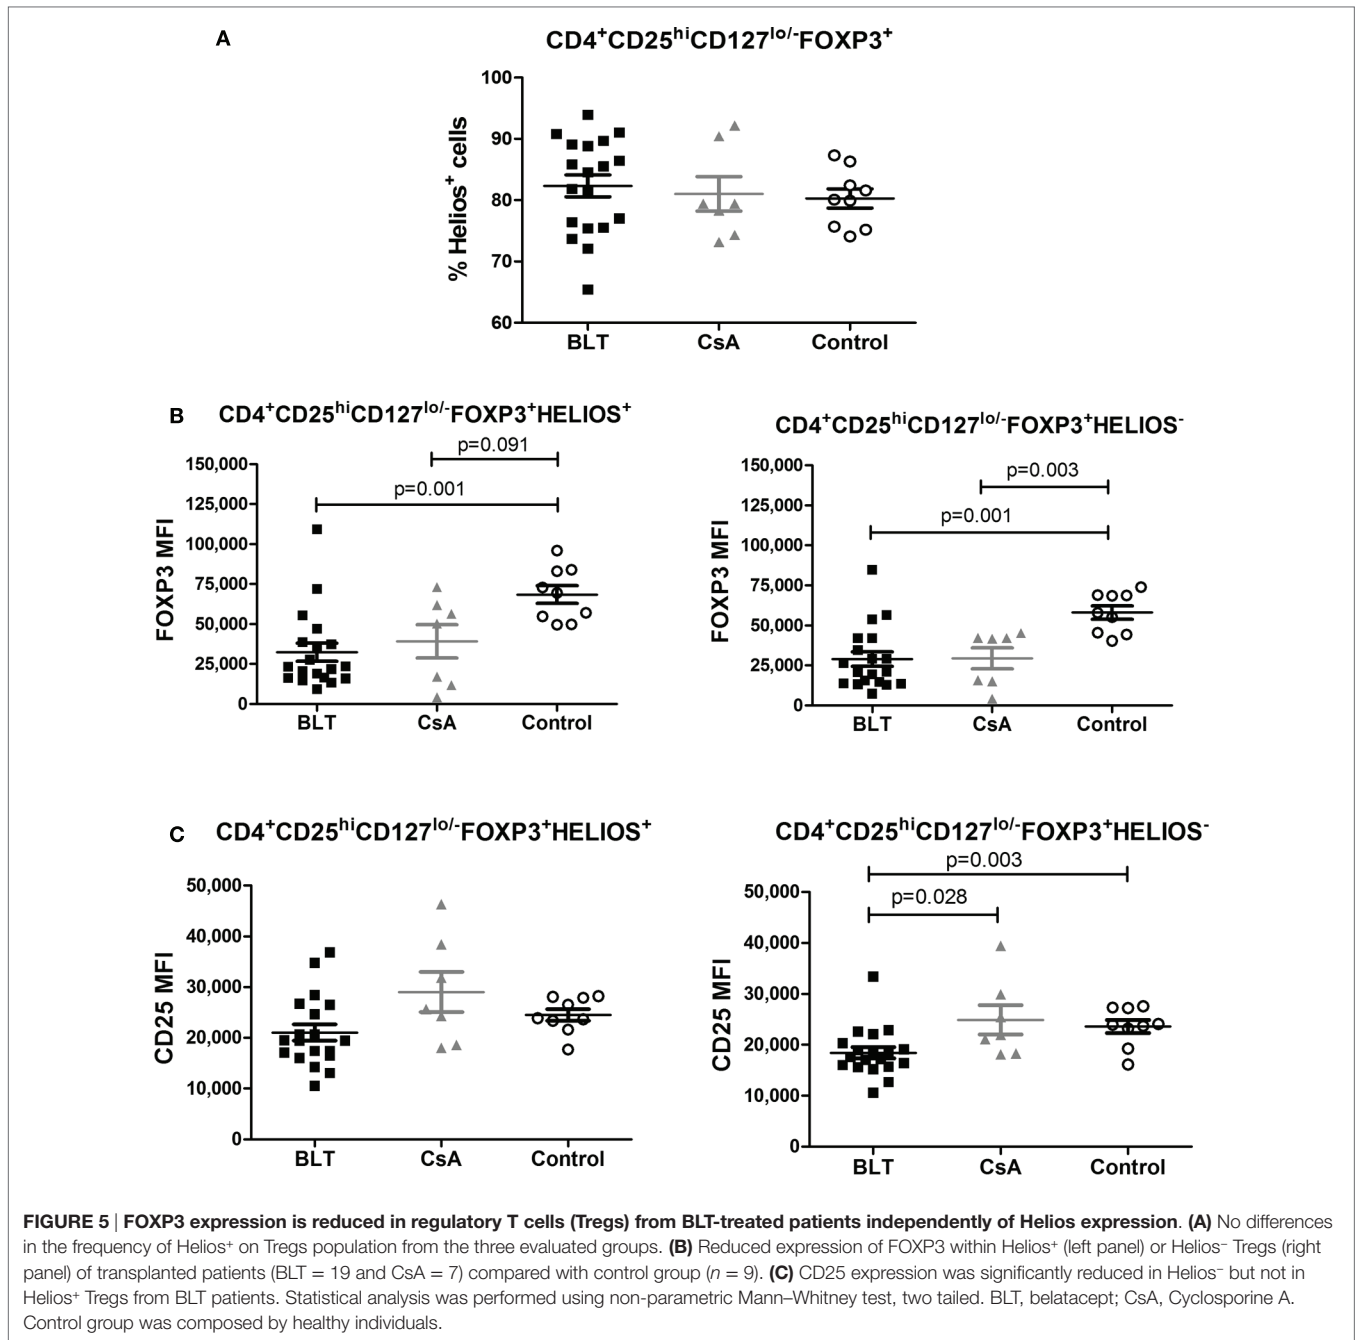 A
CD4⁺CD25ʰⁱCD127ˡᵒ/⁻FOXP3⁺
% Helios⁺ cells
100
90
80
70
60
BLT CsA Control
B
CD4⁺CD25ʰⁱCD127ˡᵒ/⁻FOXP3⁺HELIOS⁺
p=0.091
p=0.001
FOXP3 MFI
150,000
125,000
100,000
75,000
50,000
25,000
0
BLT CsA Control
CD4⁺CD25ʰⁱCD127ˡᵒ/⁻FOXP3⁺HELIOS⁻
p=0.003
p=0.001
FOXP3 MFI
150,000
125,000
100,000
75,000
50,000
25,000
0
BLT CsA Control
C
CD4⁺CD25ʰⁱCD127ˡᵒ/⁻FOXP3⁺HELIOS⁺
CD25 MFI
50,000
40,000
30,000
20,000
10,000
0
BLT CsA Control
CD4⁺CD25ʰⁱCD127ˡᵒ/⁻FOXP3⁺HELIOS⁻
p=0.003
p=0.028
CD25 MFI
50,000
40,000
30,000
20,000
10,000
0
BLT CsA Control
FIGURE 5 | FOXP3 expression is reduced in regulatory T cells (Tregs) from BLT-treated patients independently of Helios expression. (A) No differences
in the frequency of Helios⁺ on Tregs population from the three evaluated groups. (B) Reduced expression of FOXP3 within Helios⁺ (left panel) or Helios⁻ Tregs (right
panel) of transplanted patients (BLT = 19 and CsA = 7) compared with control group (n = 9). (C) CD25 expression was significantly reduced in Helios⁻ but not in
Helios⁺ Tregs from BLT patients. Statistical analysis was performed using non-parametric Mann–Whitney test, two tailed. BLT, belatacept; CsA, Cyclosporine A.
Control group was composed by healthy individuals.